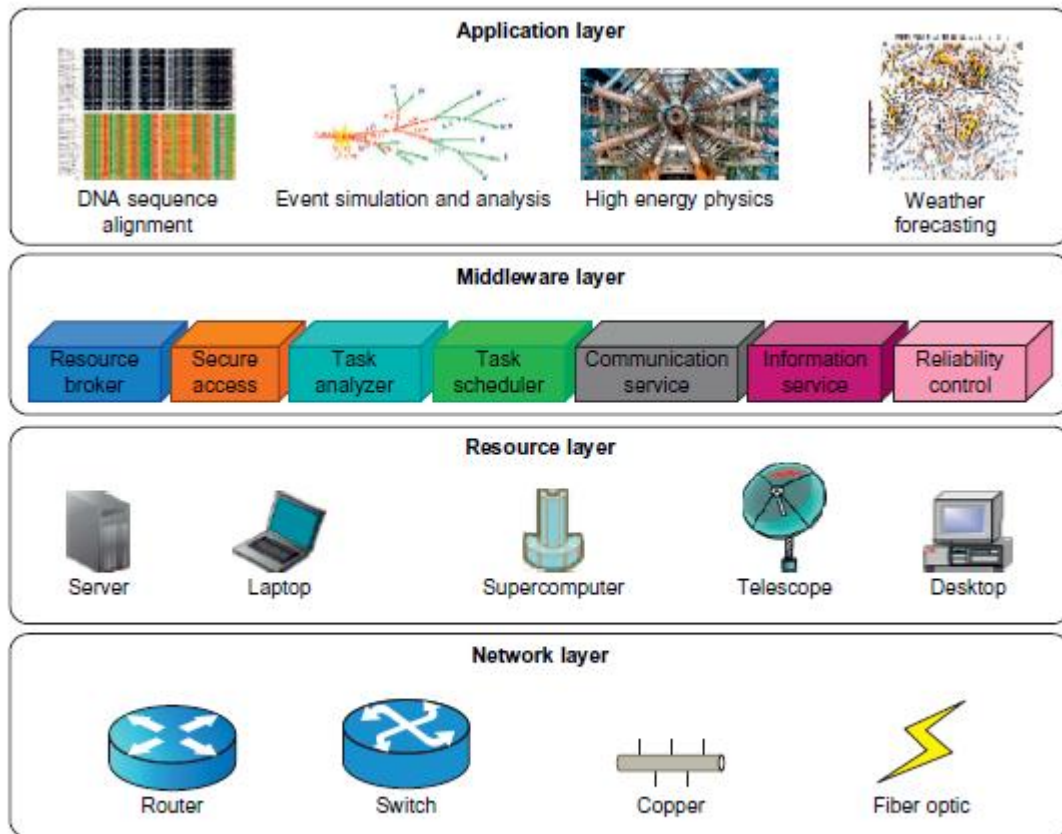 Application layer
DNA sequence
alignment
Event simulation and analysis
High energy physics
Weather
forecasting
Middleware layer
Resource
broker
Secure
access
Task
analyzer
Task
scheduler
Communication
service
Information
service
Reliability
control
Resource layer
Server
Laptop
Supercomputer
Telescope
Desktop
Network layer
Router
Switch
Copper
Fiber optic